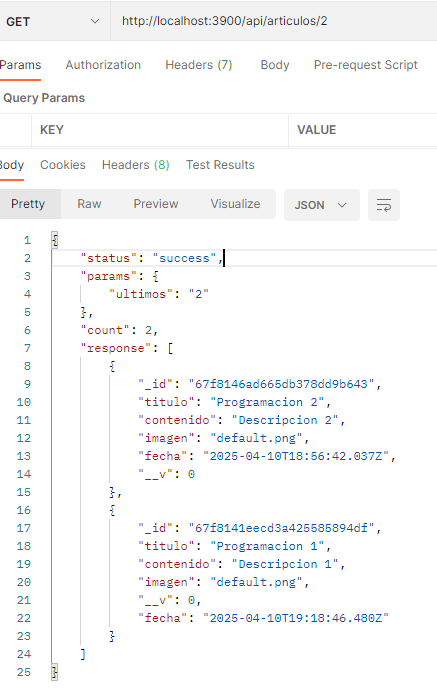 GET http://localhost:3900/api/articulos/2
Params Authorization Headers (7) Body Pre-request Script
Query Params
KEY VALUE
Body Cookies Headers (8) Test Results
Pretty Raw Preview Visualize JSON
1 {
2 "status": "success",
3 "params": {
4 "ultimos": "2"
5 },
6 "count": 2,
7 "response": [
8 {
9 "_id": "67f8146ad665db378dd9b643",
10 "titulo": "Programacion 2",
11 "contenido": "Descripcion 2",
12 "imagen": "default.png",
13 "fecha": "2025-04-10T18:56:42.037Z",
14 "__v": 0
15 },
16 {
17 "_id": "67f8141eecd3a425585894df",
18 "titulo": "Programacion 1",
19 "contenido": "Descripcion 1",
20 "imagen": "default.png",
21 "__v": 0,
22 "fecha": "2025-04-10T19:18:46.480Z"
23 }
24 ]
25 }